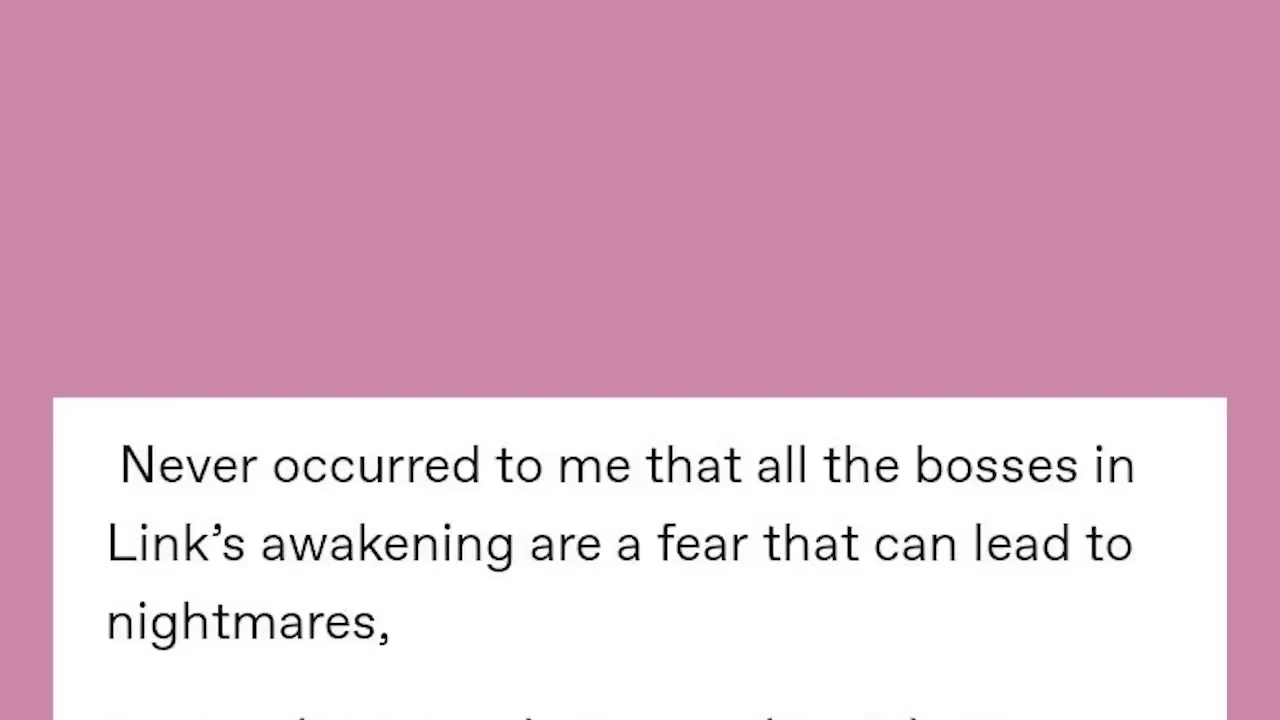 Never occurred to me that all the bosses in
Link’s awakening are a fear that can lead to
nightmares,